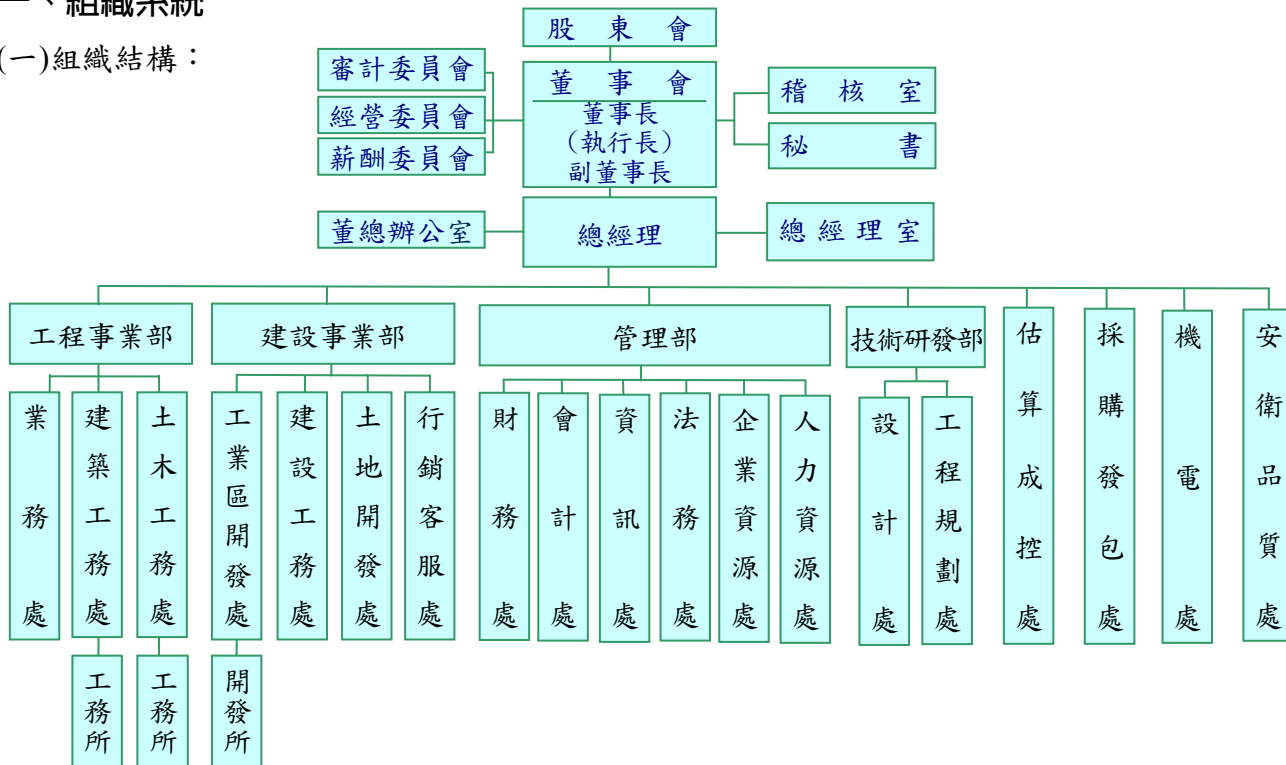 一、組織系統
(一)組織結構：
股東會
審計委員會
經營委員會
薪酬委員會
董事會
董事長
(執行長)
副董事長
稽核室
秘書
董總辦公室
總經理
總經理室
工程事業部
建設事業部
管理部
技術研發部
估算成控處
採購發包處
機電處
安衛品質處
業務處
建築工務處
土木工務處
工業區開發處
建設工務處
土地開發處
行銷客服處
財務處
會計處
資訊處
法務處
企業資源處
人力資源處
設計處
工程規劃處
工務所
工務所
開發所